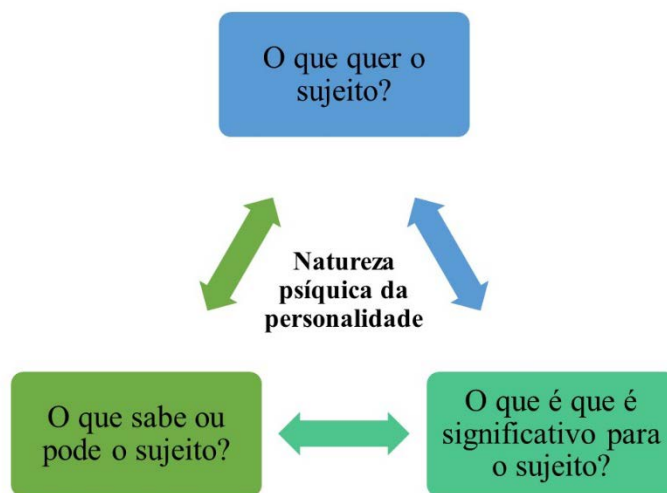 O que quer o
sujeito?
Natureza
psíquica da
personalidade
O que sabe ou
pode o sujeito?
O que é que é
significativo para
o sujeito?